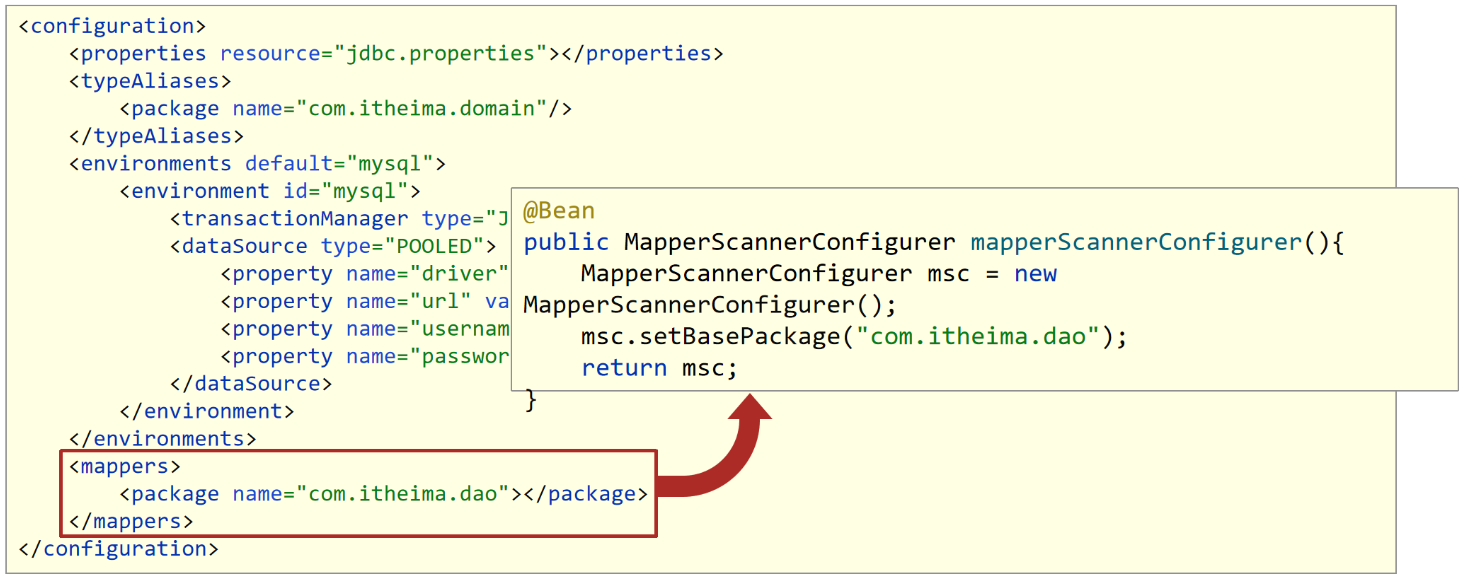 <configuration>
<properties resource="jdbc.properties"></properties>
<typeAliases>
<package name="com.itheima.domain"/>
</typeAliases>
<environments default="mysql">
<environment id="mysql">
<transactionManager type="J
<dataSource type="POOLED">
<property name="driver"
<property name="url" va
<property name="usernam
<property name="passwor
</dataSource>
</environment>
</environments>
<mappers>
<package name="com.itheima.dao"></package>
</mappers>
</configuration>
@Bean
public MapperScannerConfigurer mapperScannerConfigurer(){
MapperScannerConfigurer msc = new
MapperScannerConfigurer();
msc.setBasePackage("com.itheima.dao");
return msc;
}